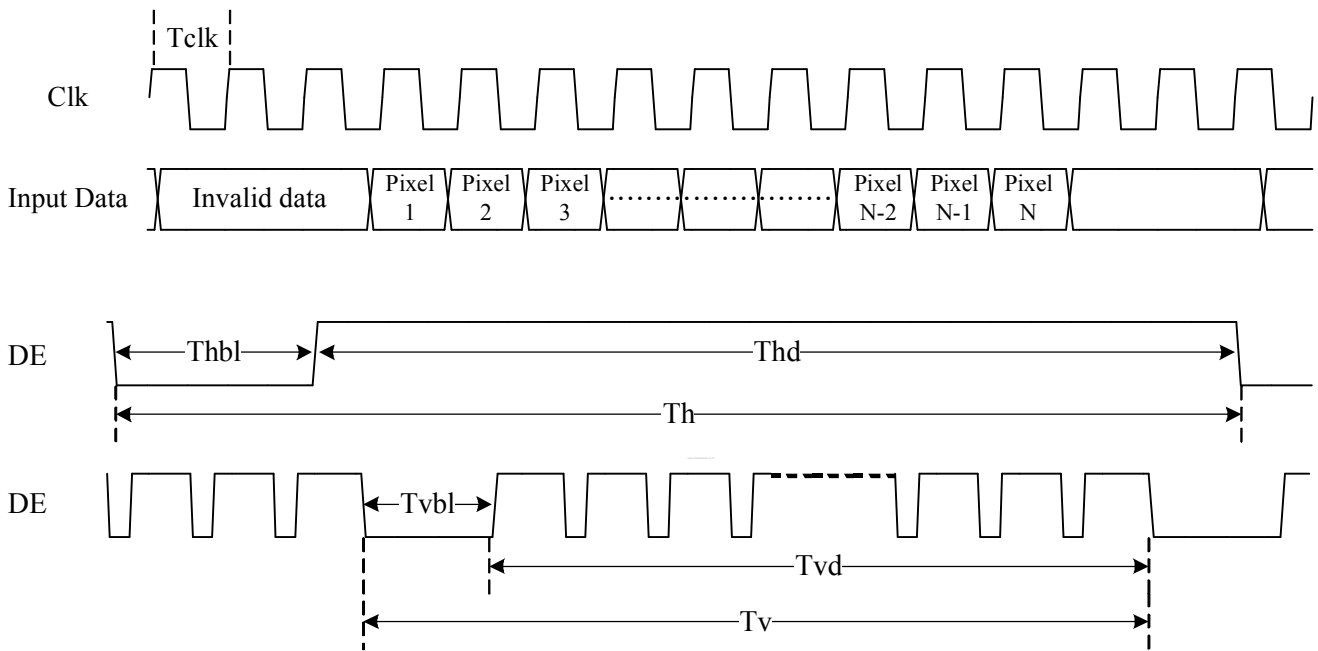 Tclk
Clk
Input Data
Invalid data
Pixel 1
Pixel 2
Pixel 3
Pixel N-2
Pixel N-1
Pixel N
DE
Thbl
Thd
Th
DE
Tvbl
Tvd
Tv